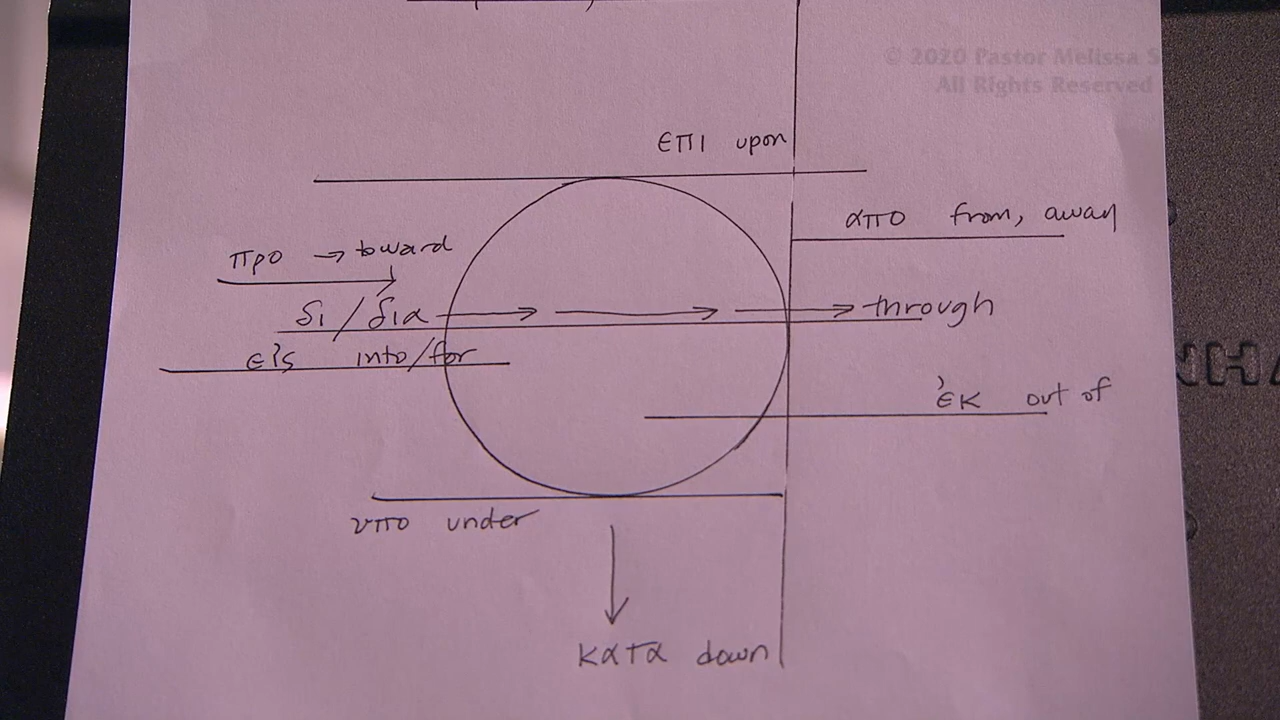 © 2020 Pastor Melissa
All Rights Reserved
επι upon
απο from, away
προ → toward
δι / δια → → → through
εἰς into/for
ἐκ out of
υπο under
κατα down